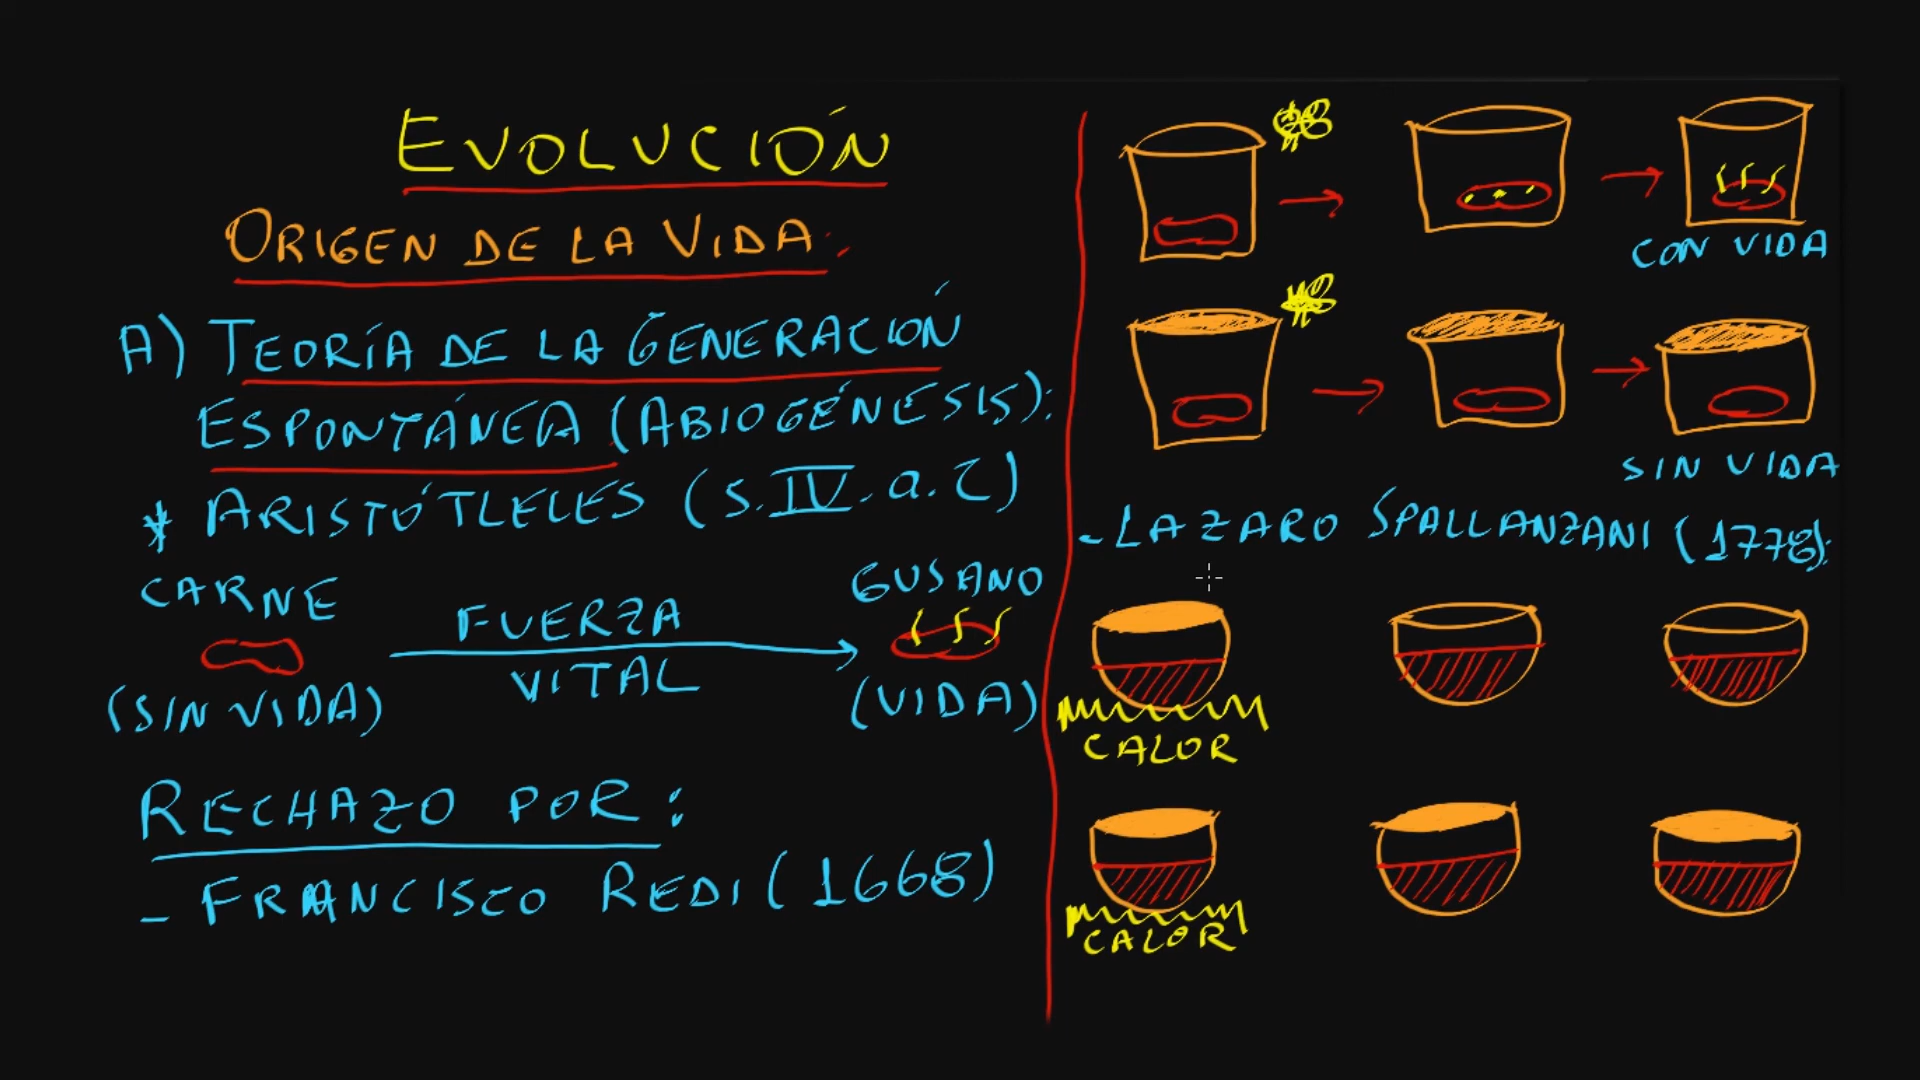 EVOLUCIÓN
ORIGEN DE LA VIDA:
A) TEORÍA DE LA GENERACIÓN
ESPONTÁNEA (ABIOGÉNESIS):
* ARISTÓTLELES (S. IV. a. C)
CARNE
FUERZA
VITAL
GUSANO
(SIN VIDA)
(VIDA)
RECHAZO POR:
- FRANCISCO REDI (1668)
CON VIDA
SIN VIDA
- LAZARO SPALLANZANI (1778):
CALOR
CALOR